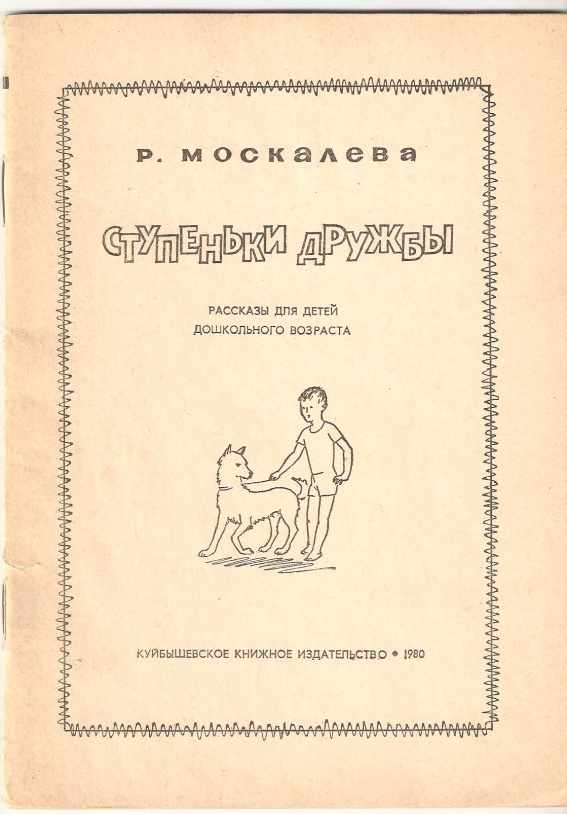 Р. МОСКАЛЕВА
СТУПЕНЬКИ ДРУЖБЫ
РАССКАЗЫ ДЛЯ ДЕТЕЙ
ДОШКОЛЬНОГО ВОЗРАСТА
КУЙБЫШЕВСКОЕ КНИЖНОЕ ИЗДАТЕЛЬСТВО • 1980